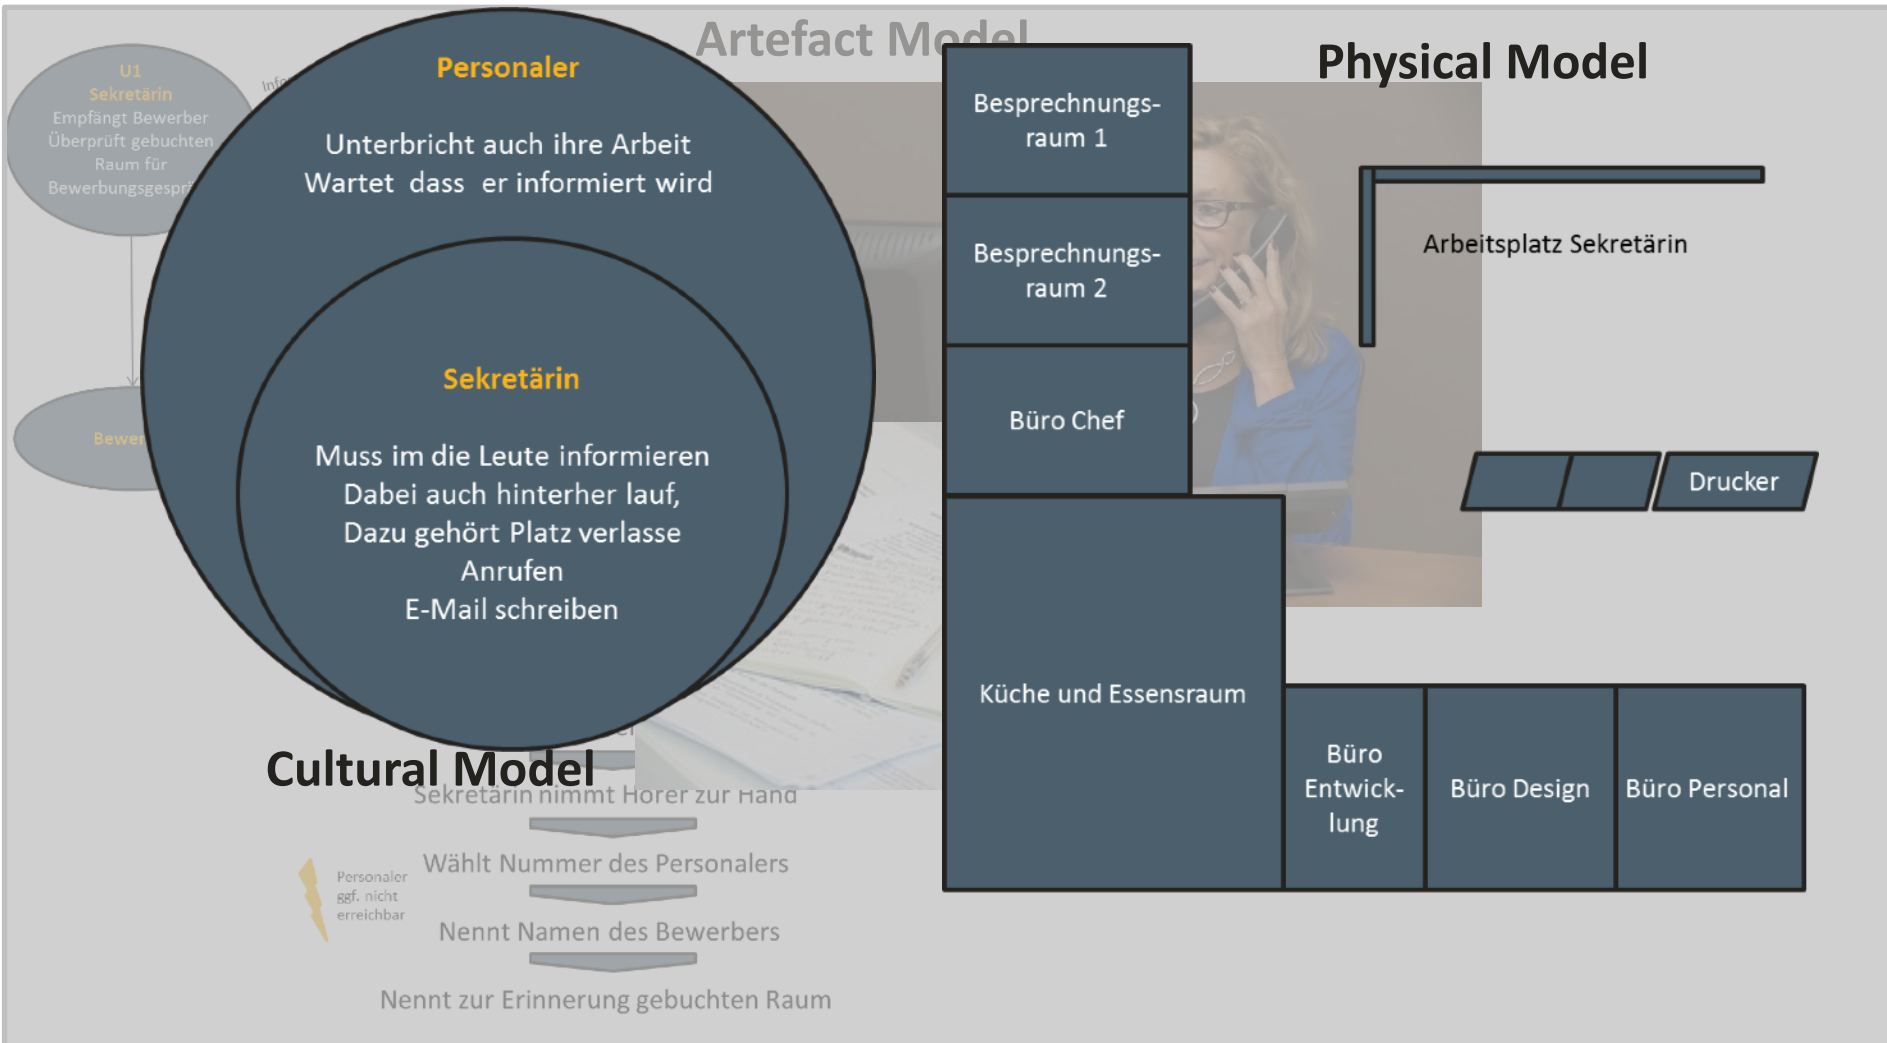 Artefact Model
Physical Model
U1
Sekretärin
Empfängt Bewerber
Überprüft gebuchten
Raum für
Personaler
Unterbricht auch ihre Arbeit
Wartet dass er informiert wird
Sekretärin
Muss im die Leute informieren
Dabei auch hinterher lauf,
Dazu gehört Platz verlasse
Anrufen
E-Mail schreiben
Cultural Model
Sekretärin nimmt Hörer zur Hand
Wählt Nummer des Personalers
Personaler
ggf. nicht
erreichbar
Nennt Namen des Bewerbers
Nennt zur Erinnerung gebuchten Raum
Besprechnungs-
raum 1
Besprechnungs-
raum 2
Büro Chef
Küche und Essensraum
Büro
Entwick-
lung
Büro Design
Büro Personal
Arbeitsplatz Sekretärin
Drucker